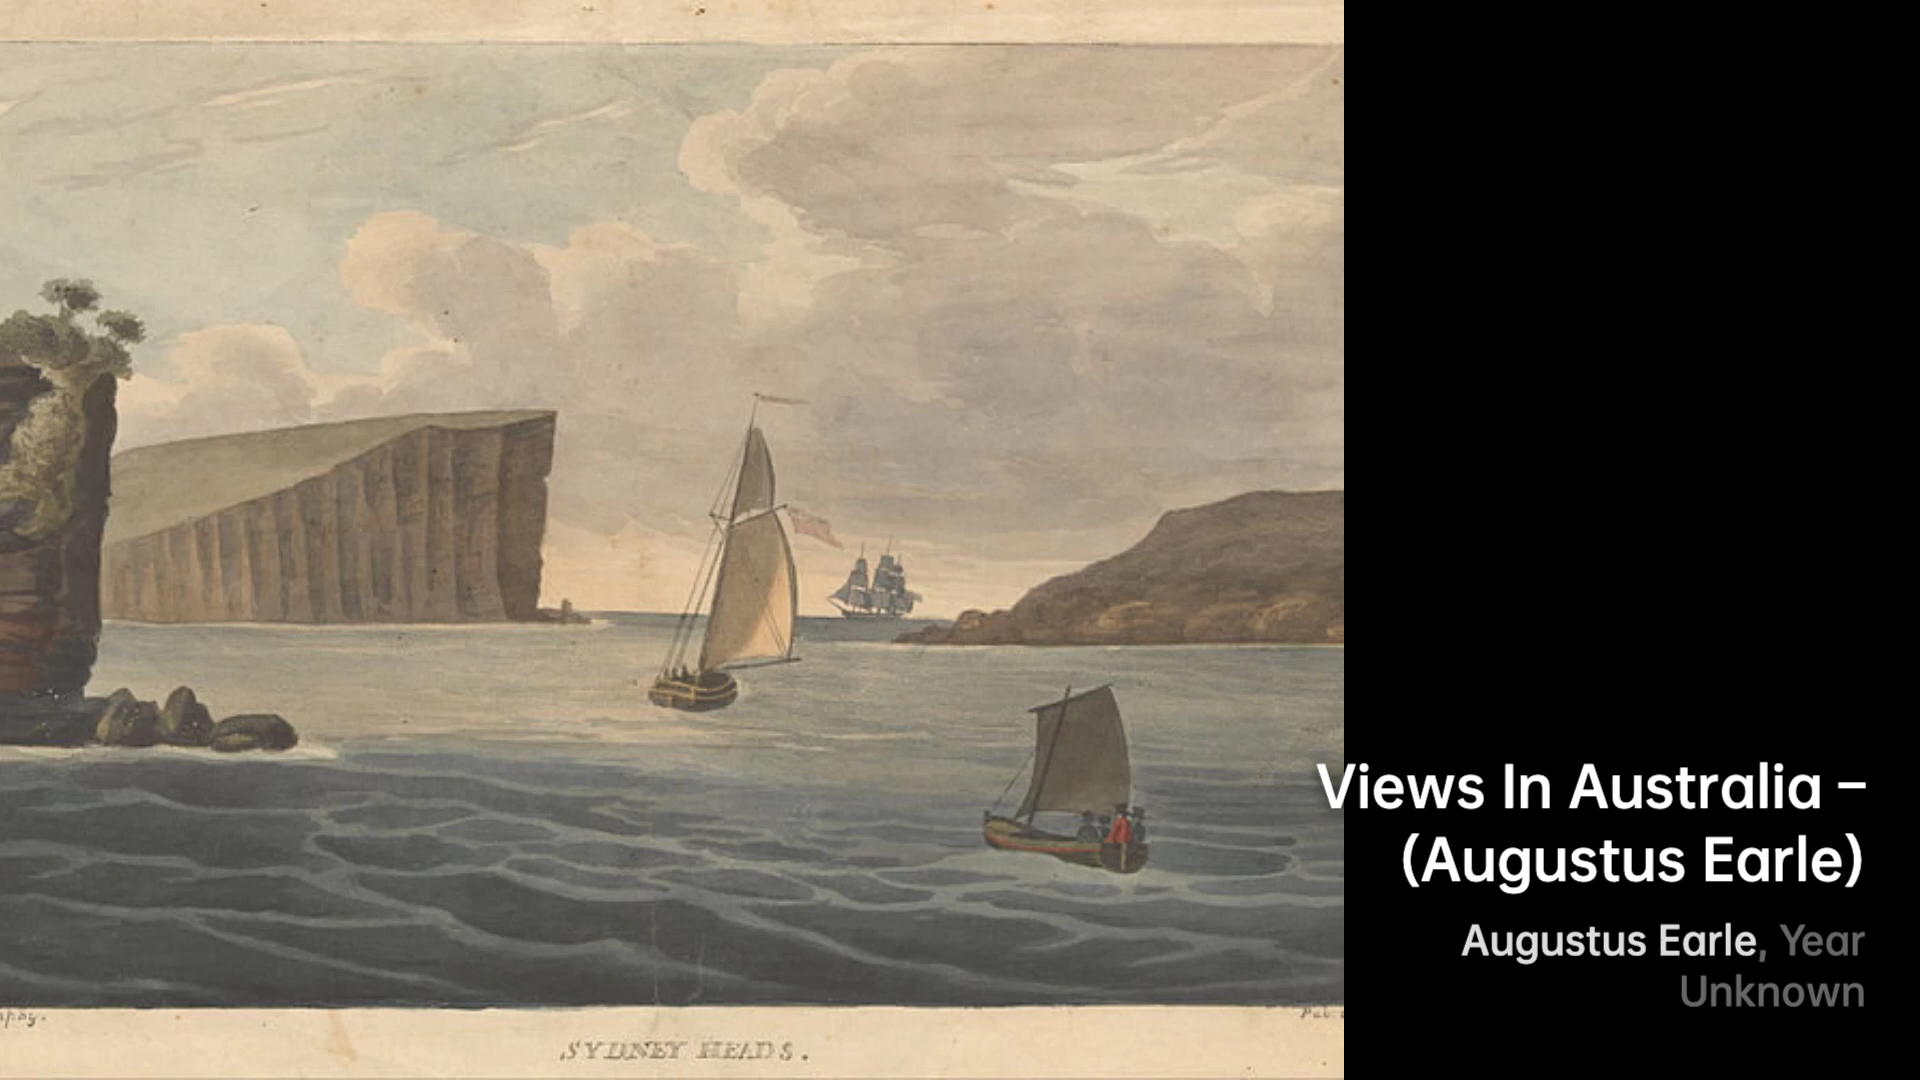 SYDNEY HEADS.
Views In Australia –
(Augustus Earle)
Augustus Earle, Year
Unknown